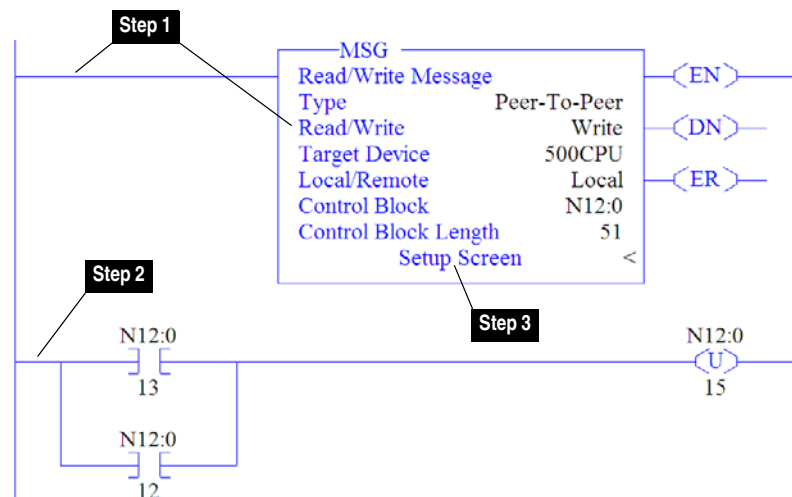 Step 1
MSG
Read/Write Message
EN
Type Peer-To-Peer
Read/Write Write
DN
Target Device 500CPU
Local/Remote Local
ER
Control Block N12:0
Control Block Length 51
Setup Screen <
Step 2
Step 3
N12:0
13
N12:0
U
15
N12:0
12